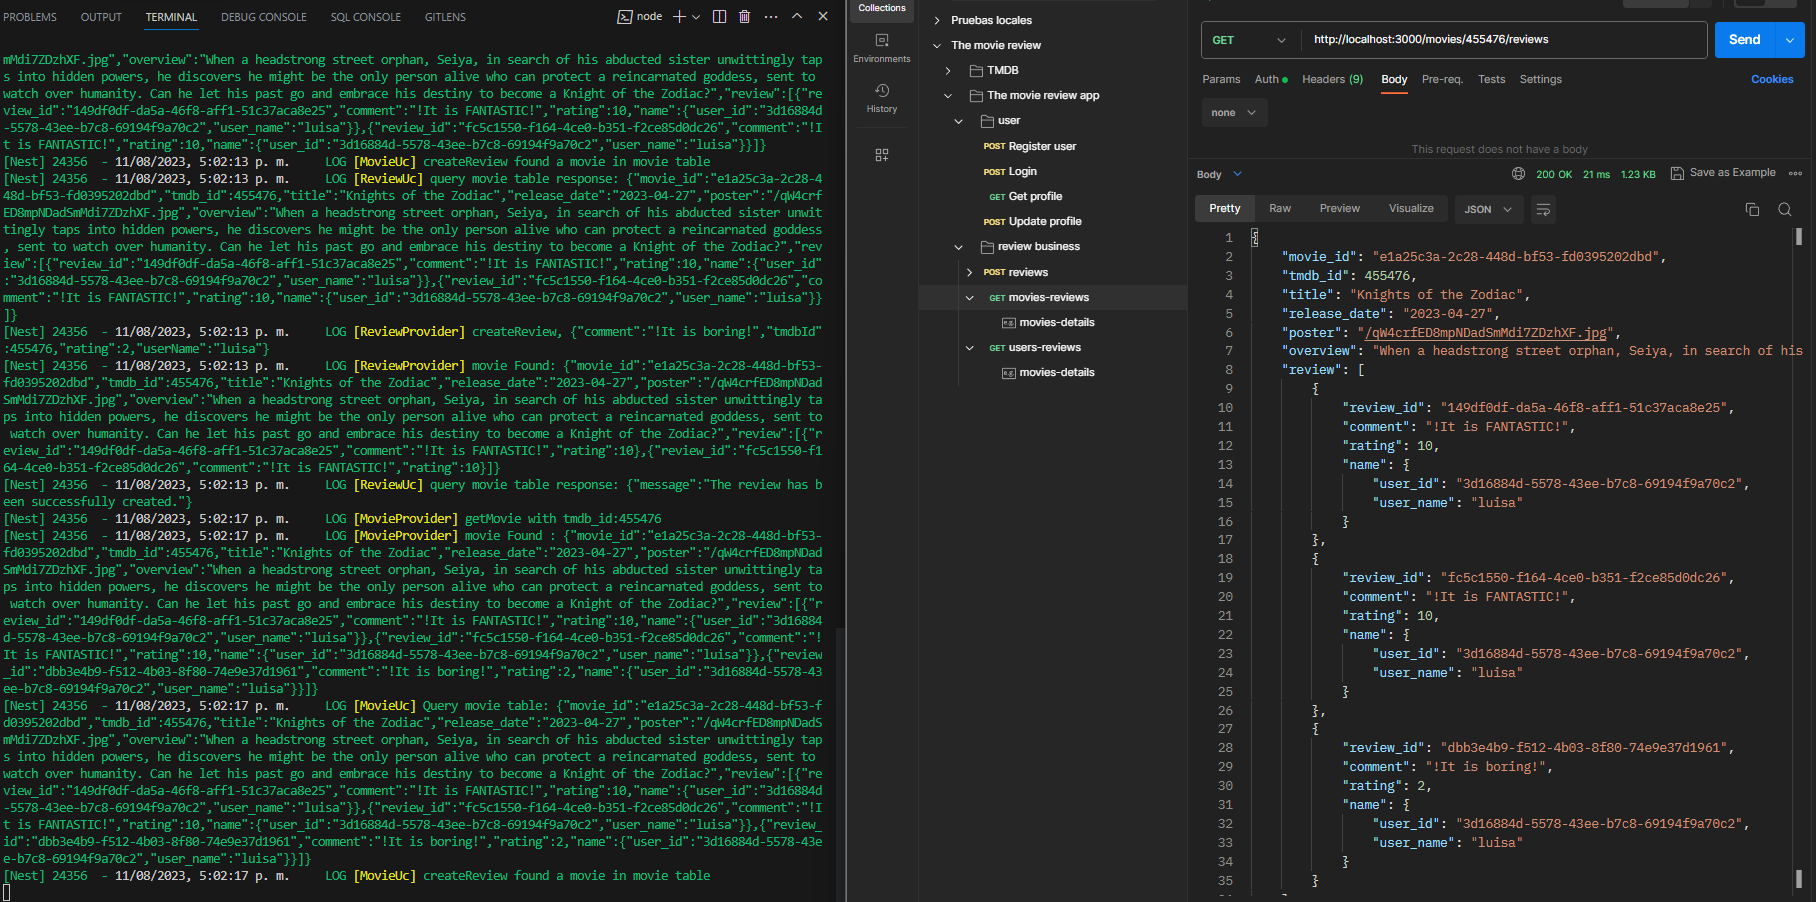 PROBLEMS OUTPUT TERMINAL DEBUG CONSOLE SQL CONSOLE GITLENS node
mMdi7ZDzhXF.jpg","overview":"When a headstrong street orphan, Seiya, in search of his abducted sister unwittingly tap
s into hidden powers, he discovers he might be the only person alive who can protect a reincarnated goddess, sent to
watch over humanity. Can he let his past go and embrace his destiny to become a Knight of the Zodiac?","review":[{"re
view_id":"149df0df-da5a-46f8-aff1-51c37aca8e25","comment":"!It is FANTASTIC!","rating":10,"name":{"user_id":"3d16884d
-5578-43ee-b7c8-69194f9a70c2","user_name":"luisa"}},{"review_id":"fc5c1550-f164-4ce0-b351-f2ce85d0dc26","comment":"!I
t is FANTASTIC!","rating":10,"name":{"user_id":"3d16884d-5578-43ee-b7c8-69194f9a70c2","user_name":"luisa"}}]}
[Nest] 24356  - 11/08/2023, 5:02:13 p. m.     LOG [MovieUc] createReview found a movie in movie table
[Nest] 24356  - 11/08/2023, 5:02:13 p. m.     LOG [ReviewUc] query movie table response: {"movie_id":"e1a25c3a-2c28-4
48d-bf53-fd0395202dbd","tmdb_id":455476,"title":"Knights of the Zodiac","release_date":"2023-04-27","poster":"/qW4crf
ED8mpNDadSmMdi7ZDzhXF.jpg","overview":"When a headstrong street orphan, Seiya, in search of his abducted sister unwit
tingly taps into hidden powers, he discovers he might be the only person alive who can protect a reincarnated goddess
, sent to watch over humanity. Can he let his past go and embrace his destiny to become a Knight of the Zodiac?","rev
iew":[{"review_id":"149df0df-da5a-46f8-aff1-51c37aca8e25","comment":"!It is FANTASTIC!","rating":10,"name":{"user_id"
:"3d16884d-5578-43ee-b7c8-69194f9a70c2","user_name":"luisa"}},{"review_id":"fc5c1550-f164-4ce0-b351-f2ce85d0dc26","co
mment":"!It is FANTASTIC!","rating":10,"name":{"user_id":"3d16884d-5578-43ee-b7c8-69194f9a70c2","user_name":"luisa"}}
]}
[Nest] 24356  - 11/08/2023, 5:02:13 p. m.     LOG [ReviewProvider] createReview, {"comment":"!It is boring!","tmdbId"
:455476,"rating":2,"userName":"luisa"}
[Nest] 24356  - 11/08/2023, 5:02:13 p. m.     LOG [ReviewProvider] movie Found: {"movie_id":"e1a25c3a-2c28-448d-bf53-
fd0395202dbd","tmdb_id":455476,"title":"Knights of the Zodiac","release_date":"2023-04-27","poster":"/qW4crfED8mpNDad
SmMdi7ZDzhXF.jpg","overview":"When a headstrong street orphan, Seiya, in search of his abducted sister unwittingly ta
ps into hidden powers, he discovers he might be the only person alive who can protect a reincarnated goddess, sent to
 watch over humanity. Can he let his past go and embrace his destiny to become a Knight of the Zodiac?","review":[{"r
eview_id":"149df0df-da5a-46f8-aff1-51c37aca8e25","comment":"!It is FANTASTIC!","rating":10},{"review_id":"fc5c1550-f1
64-4ce0-b351-f2ce85d0dc26","comment":"!It is FANTASTIC!","rating":10}]}
[Nest] 24356  - 11/08/2023, 5:02:13 p. m.     LOG [ReviewUc] query movie table response: {"message":"The review has b
een successfully created."}
[Nest] 24356  - 11/08/2023, 5:02:17 p. m.     LOG [MovieProvider] getMovie with tmdb_id:455476
[Nest] 24356  - 11/08/2023, 5:02:17 p. m.     LOG [MovieProvider] movie Found : {"movie_id":"e1a25c3a-2c28-448d-bf53-
fd0395202dbd","tmdb_id":455476,"title":"Knights of the Zodiac","release_date":"2023-04-27","poster":"/qW4crfED8mpNDad
SmMdi7ZDzhXF.jpg","overview":"When a headstrong street orphan, Seiya, in search of his abducted sister unwittingly ta
ps into hidden powers, he discovers he might be the only person alive who can protect a reincarnated goddess, sent to
 watch over humanity. Can he let his past go and embrace his destiny to become a Knight of the Zodiac?","review":[{"r
eview_id":"149df0df-da5a-46f8-aff1-51c37aca8e25","comment":"!It is FANTASTIC!","rating":10,"name":{"user_id":"3d16884
d-5578-43ee-b7c8-69194f9a70c2","user_name":"luisa"}},{"review_id":"fc5c1550-f164-4ce0-b351-f2ce85d0dc26","comment":"!
It is FANTASTIC!","rating":10,"name":{"user_id":"3d16884d-5578-43ee-b7c8-69194f9a70c2","user_name":"luisa"}},{"review
_id":"dbb3e4b9-f512-4b03-8f80-74e9e37d1961","comment":"!It is boring!","rating":2,"name":{"user_id":"3d16884d-5578-43
ee-b7c8-69194f9a70c2","user_name":"luisa"}}]}
[Nest] 24356  - 11/08/2023, 5:02:17 p. m.     LOG [MovieUc] Query movie table: {"movie_id":"e1a25c3a-2c28-448d-bf53-f
d0395202dbd","tmdb_id":455476,"title":"Knights of the Zodiac","release_date":"2023-04-27","poster":"/qW4crfED8mpNDadS
mMdi7ZDzhXF.jpg","overview":"When a headstrong street orphan, Seiya, in search of his abducted sister unwittingly tap
s into hidden powers, he discovers he might be the only person alive who can protect a reincarnated goddess, sent to
watch over humanity. Can he let his past go and embrace his destiny to become a Knight of the Zodiac?","review":[{"re
view_id":"149df0df-da5a-46f8-aff1-51c37aca8e25","comment":"!It is FANTASTIC!","rating":10,"name":{"user_id":"3d16884d
-5578-43ee-b7c8-69194f9a70c2","user_name":"luisa"}},{"review_id":"fc5c1550-f164-4ce0-b351-f2ce85d0dc26","comment":"!I
t is FANTASTIC!","rating":10,"name":{"user_id":"3d16884d-5578-43ee-b7c8-69194f9a70c2","user_name":"luisa"}},{"review_
id":"dbb3e4b9-f512-4b03-8f80-74e9e37d1961","comment":"!It is boring!","rating":2,"name":{"user_id":"3d16884d-5578-43e
e-b7c8-69194f9a70c2","user_name":"luisa"}}]}
[Nest] 24356  - 11/08/2023, 5:02:17 p. m.     LOG [MovieUc] createReview found a movie in movie table
Collections
Environments
History
Pruebas locales
The movie review
TMDB
The movie review app
user
POST Register user
POST Login
GET Get profile
POST Update profile
review business
POST reviews
GET movies-reviews
e.g. movies-details
GET users-reviews
e.g. movies-details
GET http://localhost:3000/movies/455476/reviews Send
Params Auth Headers (9) Body Pre-req. Tests Settings Cookies
none
This request does not have a body
Body 200 OK 21 ms 1.23 KB Save as Example
Pretty Raw Preview Visualize JSON
1 {
2 "movie_id": "e1a25c3a-2c28-448d-bf53-fd0395202dbd",
3 "tmdb_id": 455476,
4 "title": "Knights of the Zodiac",
5 "release_date": "2023-04-27",
6 "poster": "/qW4crfED8mpNDadSmMdi7ZDzhXF.jpg",
7 "overview": "When a headstrong street orphan, Seiya, in search of his
8 "review": [
9 {
10 "review_id": "149df0df-da5a-46f8-aff1-51c37aca8e25",
11 "comment": "!It is FANTASTIC!",
12 "rating": 10,
13 "name": {
14 "user_id": "3d16884d-5578-43ee-b7c8-69194f9a70c2",
15 "user_name": "luisa"
16 }
17 },
18 {
19 "review_id": "fc5c1550-f164-4ce0-b351-f2ce85d0dc26",
20 "comment": "!It is FANTASTIC!",
21 "rating": 10,
22 "name": {
23 "user_id": "3d16884d-5578-43ee-b7c8-69194f9a70c2",
24 "user_name": "luisa"
25 }
26 },
27 {
28 "review_id": "dbb3e4b9-f512-4b03-8f80-74e9e37d1961",
29 "comment": "!It is boring!",
30 "rating": 2,
31 "name": {
32 "user_id": "3d16884d-5578-43ee-b7c8-69194f9a70c2",
33 "user_name": "luisa"
34 }
35 }